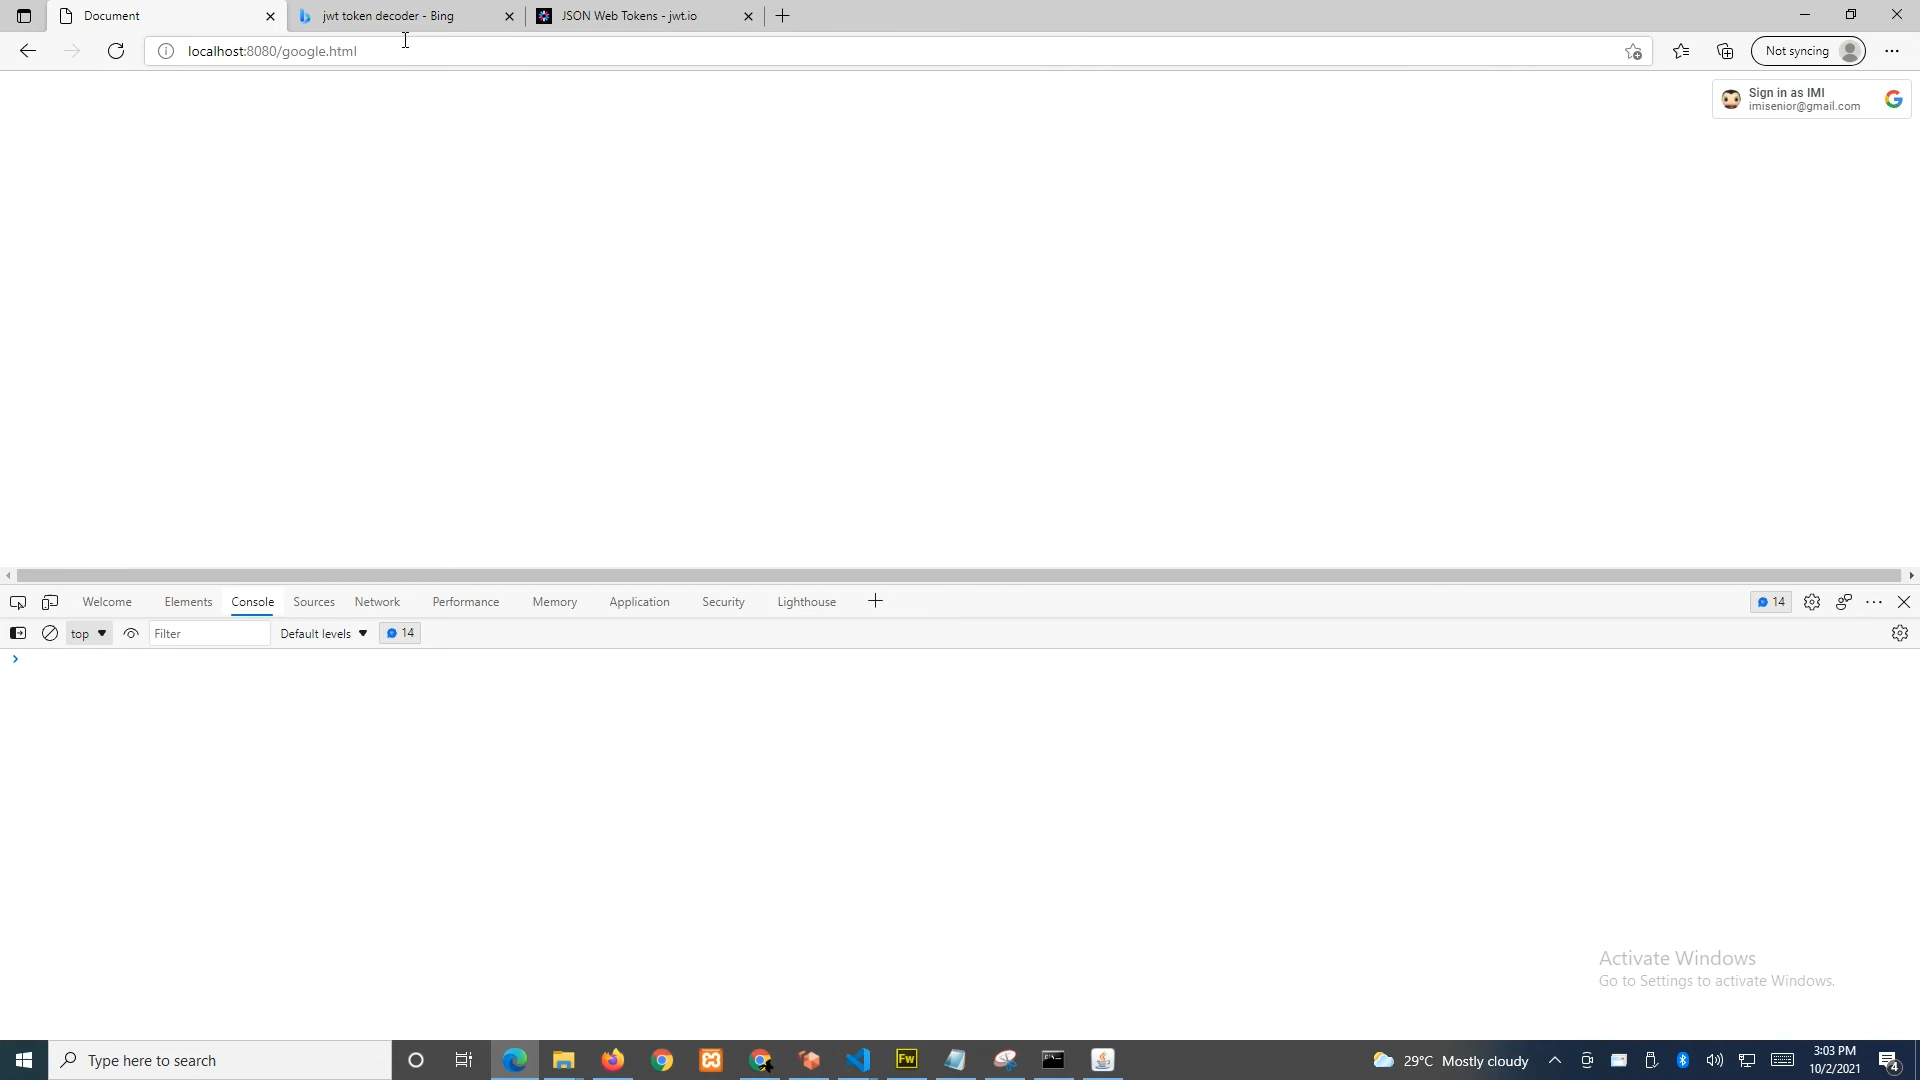 Document
jwt token decoder - Bing
JSON Web Tokens - jwt.io
localhost:8080/google.html
Not syncing
Sign in as IMI
imisenior@gmail.com
Welcome
Elements
Console
Sources
Network
Performance
Memory
Application
Security
Lighthouse
14
top
Filter
Default levels
14
Activate Windows
Go to Settings to activate Windows.
Type here to search
Fw
29°C Mostly cloudy
3:03 PM
10/2/2021
4